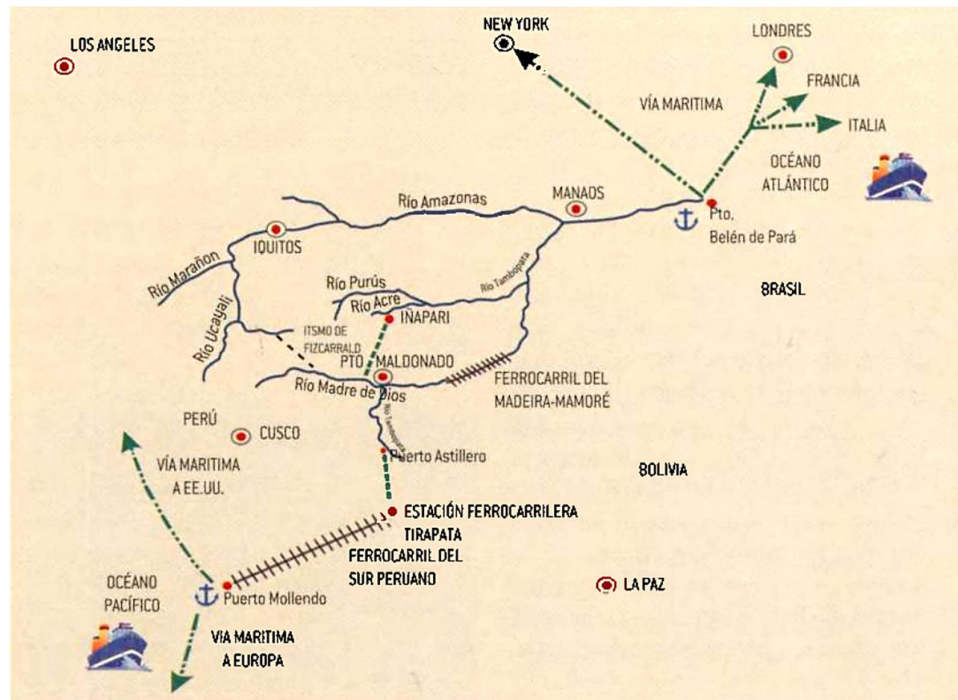 NEW YORK
LOS ANGELES
LONDRES
FRANCIA
VÍA MARITIMA
ITALIA
OCÉANO
ATLÁNTICO
MANAOS
Río Amazonas
Pto.
Belén de Pará
IQUITOS
Río Marañon
Río Tambopata
Río Purús
BRASIL
Río Acre
IÑAPARI
Río Ucayali
ITSMO DE
FIZCARRALD
PTO MALDONADO
Río Madre de Dios
FERROCARRIL DEL
MADEIRA-MAMORÉ
Río Tambopata
PERÚ
CUSCO
Puerto Astillero
VÍA MARITIMA
A EE.UU.
BOLIVIA
ESTACIÓN FERROCARRILERA
TIRAPATA
FERROCARRIL DEL
SUR PERUANO
OCÉANO
PACÍFICO
Puerto Mollendo
LA PAZ
VIA MARITIMA
A EUROPA